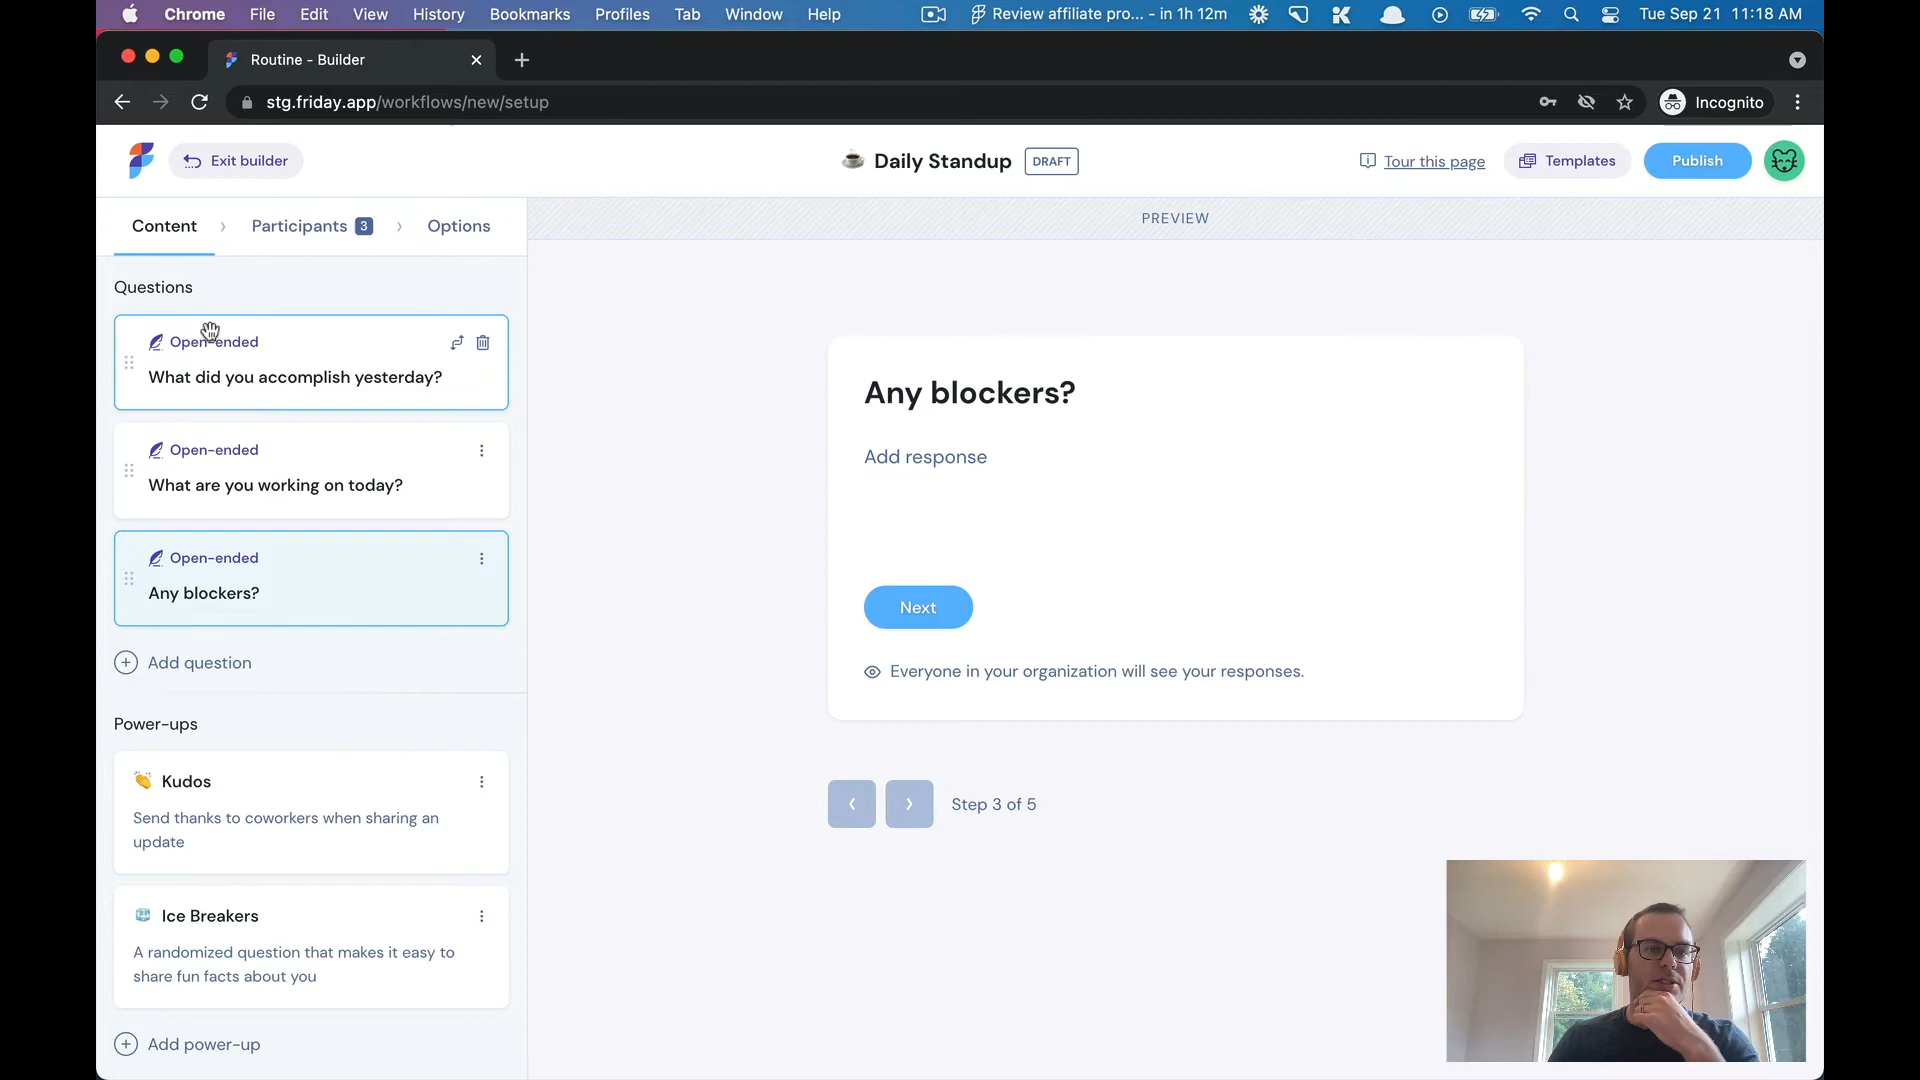 Chrome File Edit View History Bookmarks Profiles Tab Window Help Review affiliate pro... - in 1h 12m Tue Sep 21 11:18 AM
Routine - Builder
stg.friday.app/workflows/new/setup Incognito
Exit builder Daily Standup DRAFT Tour this page Templates Publish
Content Participants 3 Options
PREVIEW
Questions
Open-ended
What did you accomplish yesterday?
Open-ended
What are you working on today?
Open-ended
Any blockers?
Add question
Power-ups
Kudos
Send thanks to coworkers when sharing an
update
Ice Breakers
A randomized question that makes it easy to
share fun facts about you
Add power-up
Any blockers?
Add response
Next
Everyone in your organization will see your responses.
Step 3 of 5